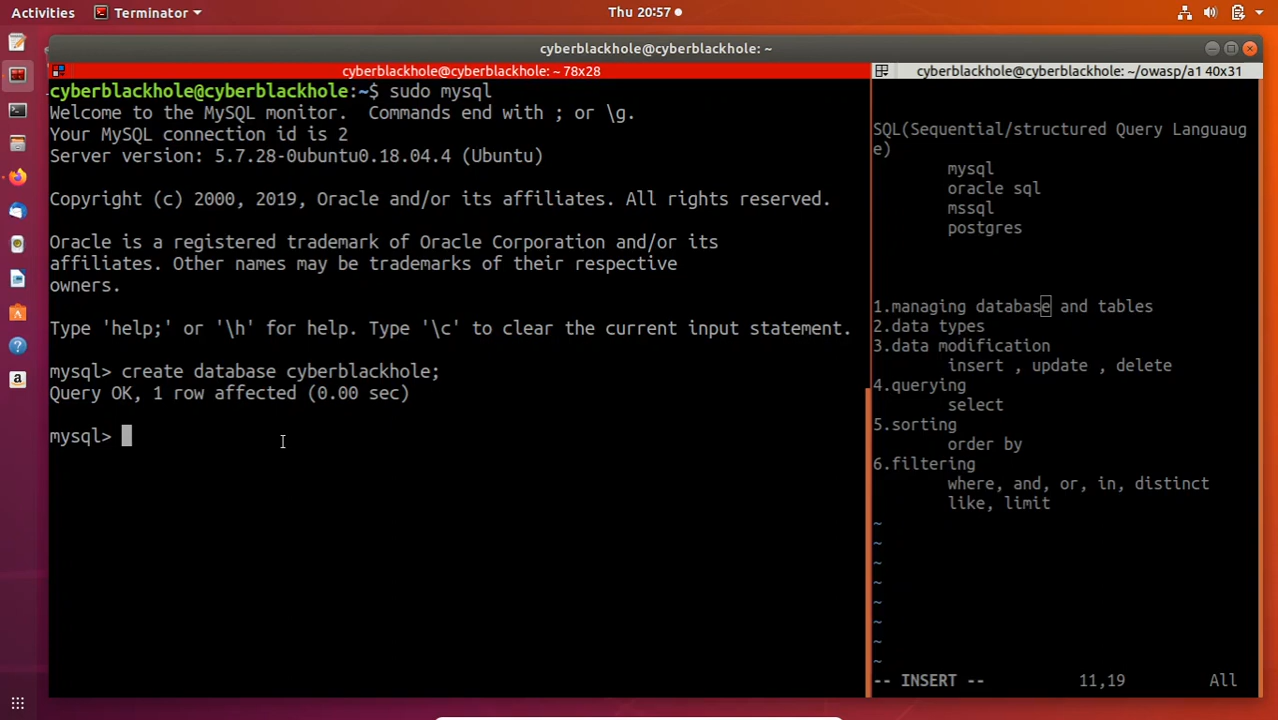 Activities
Terminator
Thu 20:57
cyberblackhole@cyberblackhole: ~
cyberblackhole@cyberblackhole: ~ 78x28
cyberblackhole@cyberblackhole:~$ sudo mysql
Welcome to the MySQL monitor.  Commands end with ; or \g.
Your MySQL connection id is 2
Server version: 5.7.28-0ubuntu0.18.04.4 (Ubuntu)
Copyright (c) 2000, 2019, Oracle and/or its affiliates. All rights reserved.
Oracle is a registered trademark of Oracle Corporation and/or its
affiliates. Other names may be trademarks of their respective
owners.
Type 'help;' or '\h' for help. Type '\c' to clear the current input statement.
mysql> create database cyberblackhole;
Query OK, 1 row affected (0.00 sec)
mysql>
cyberblackhole@cyberblackhole: ~/owasp/a1 40x31
SQL(Sequential/structured Query Languaug
e)
mysql
oracle sql
mssql
postgres
1.managing database and tables
2.data types
3.data modification
insert , update , delete
4.querying
select
5.sorting
order by
6.filtering
where, and, or, in, distinct
like, limit
~
~
~
~
~
~
~
~
-- INSERT --
11,19
All